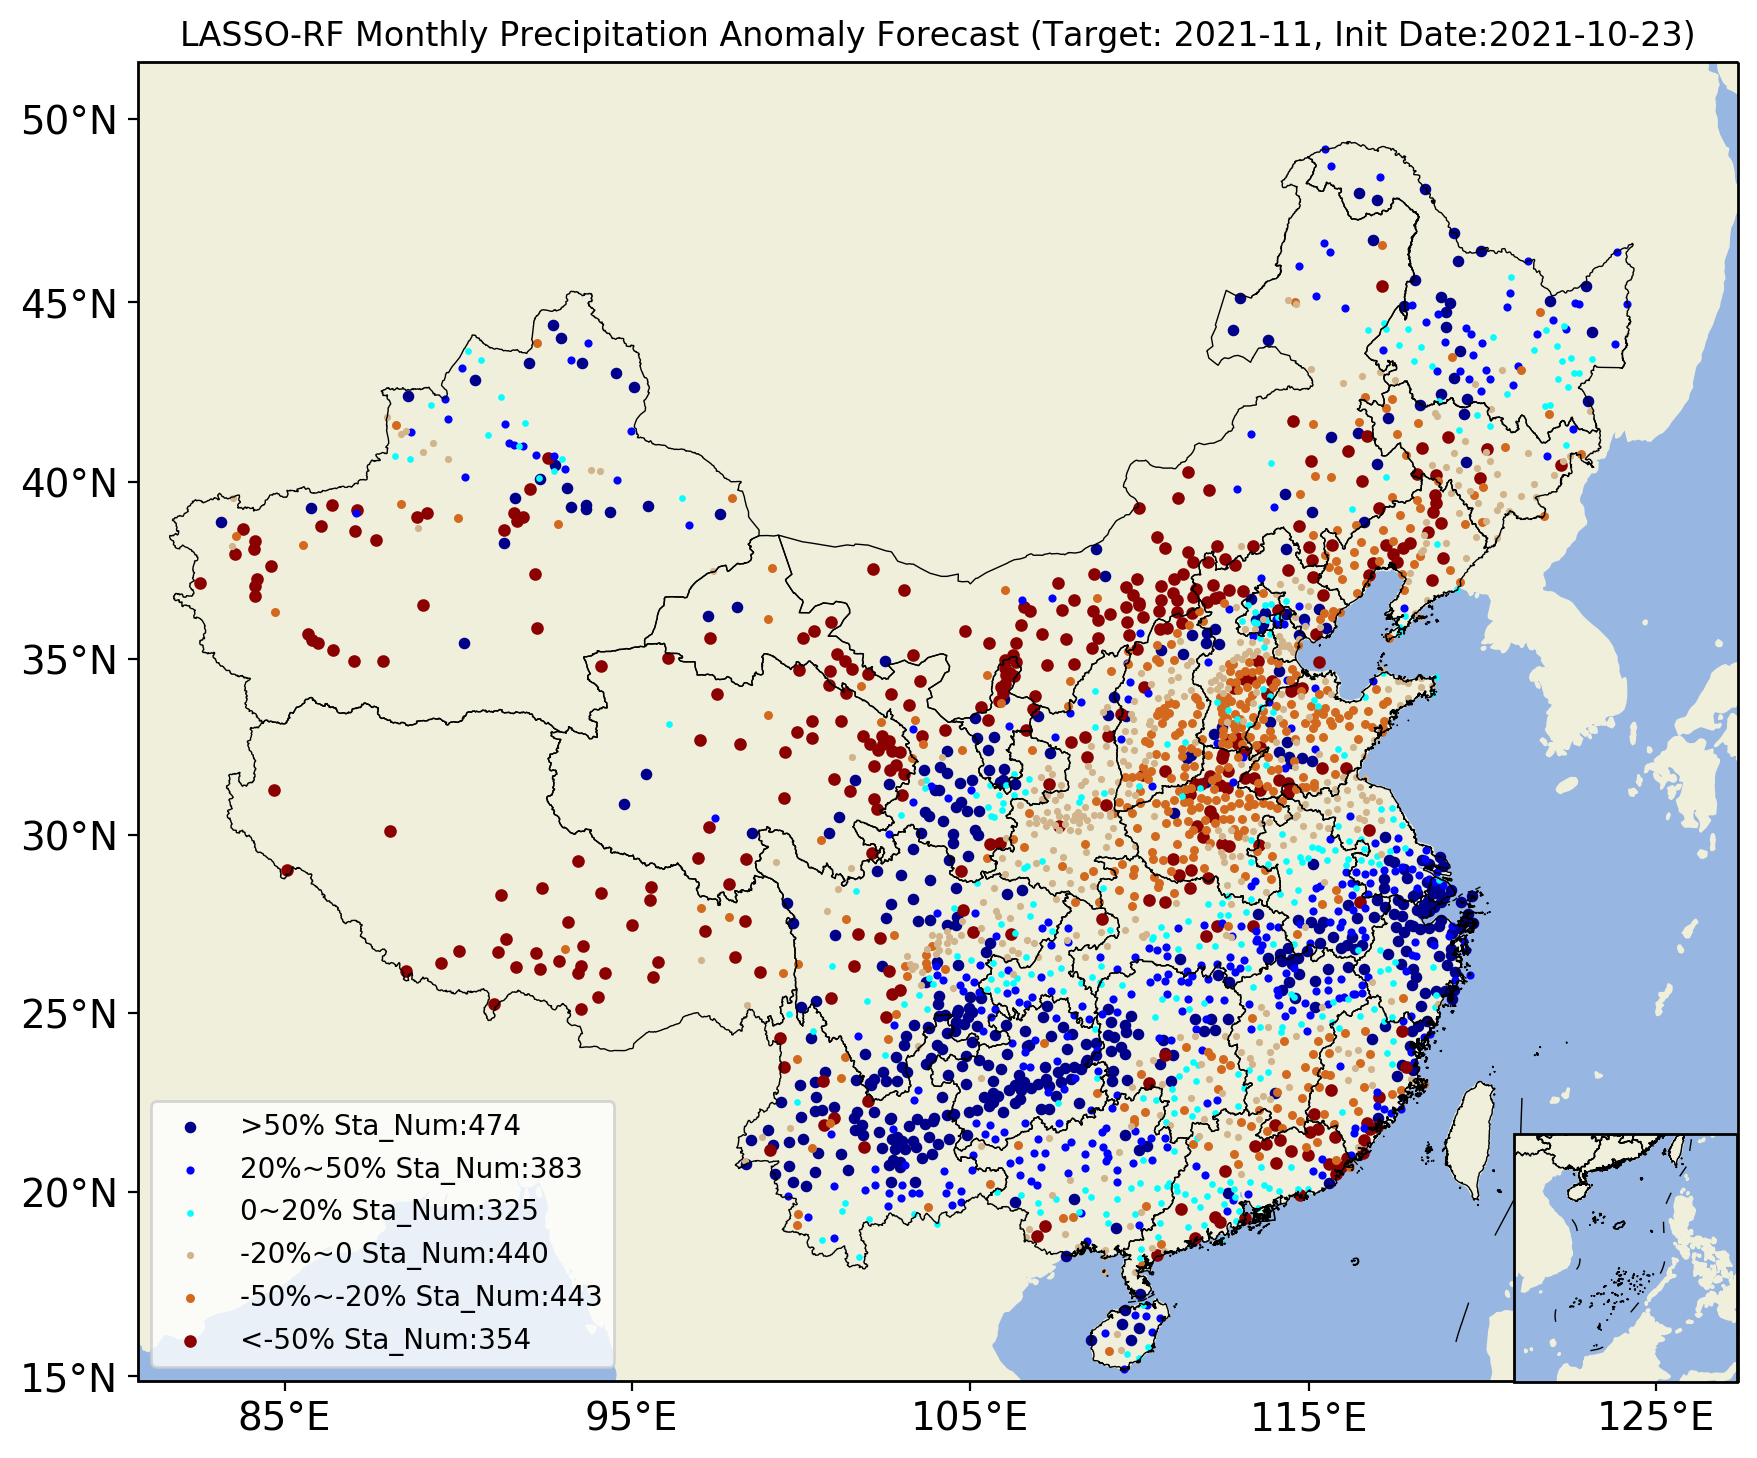 LASSO-RF Monthly Precipitation Anomaly Forecast (Target: 2021-11, Init Date:2021-10-23)
50°N
45°N
40°N
35°N
30°N
25°N
20°N
15°N
>50% Sta_Num:474
20%~50% Sta_Num:383
0~20% Sta_Num:325
-20%~0 Sta_Num:440
-50%~-20% Sta_Num:443
<-50% Sta_Num:354
85°E 95°E 105°E 115°E 125°E